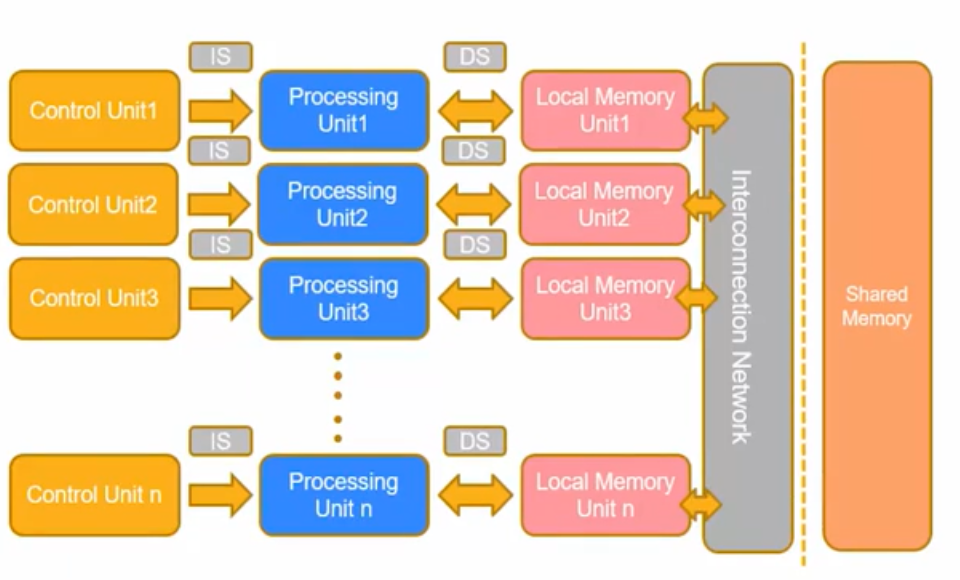 IS
DS
Control Unit1
Processing
Unit1
Local Memory
Unit1
IS
DS
Control Unit2
Processing
Unit2
Local Memory
Unit2
IS
DS
Control Unit3
Processing
Unit3
Local Memory
Unit3
Interconnection Network
Shared
Memory
IS
DS
Control Unit n
Processing
Unit n
Local Memory
Unit n